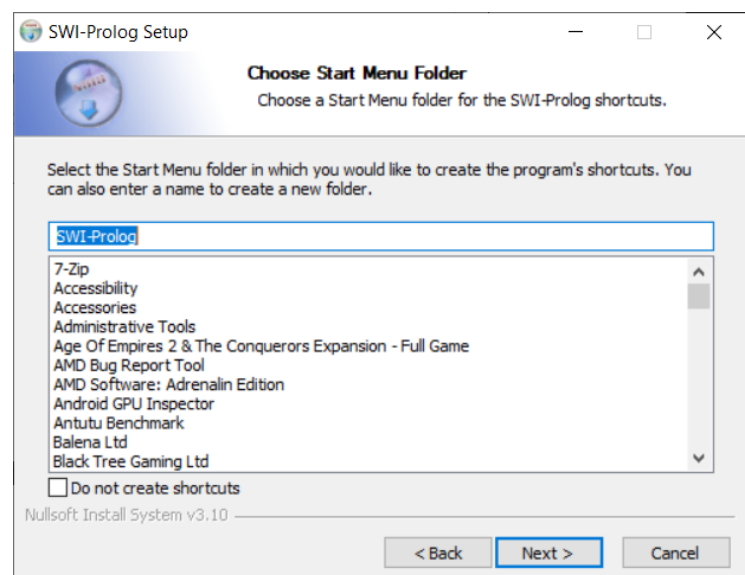 SWI-Prolog Setup
Choose Start Menu Folder
Choose a Start Menu folder for the SWI-Prolog shortcuts.
Select the Start Menu folder in which you would like to create the program's shortcuts. You
can also enter a name to create a new folder.
SWI-Prolog
7-Zip
Accessibility
Accessories
Administrative Tools
Age Of Empires 2 & The Conquerors Expansion - Full Game
AMD Bug Report Tool
AMD Software: Adrenalin Edition
Android GPU Inspector
Antutu Benchmark
Balena Ltd
Black Tree Gaming Ltd
Do not create shortcuts
Nullsoft Install System v3.10
< Back
Next >
Cancel